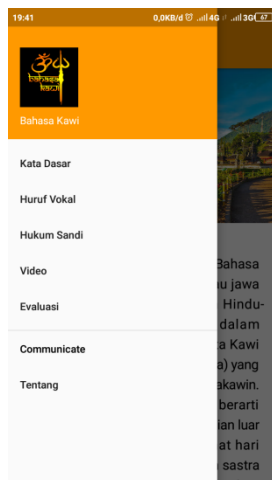 19:41 0,0KB/d 4G 3G 67
bahasa
kawi
Bahasa Kawi
Kata Dasar
Huruf Vokal
Hukum Sandi
Video
Evaluasi
Communicate
Tentang
Bahasa
u jawa
Hindu-
dalam
a Kawi
a) yang
akawin.
berarti
ian luar
at hari
sastra